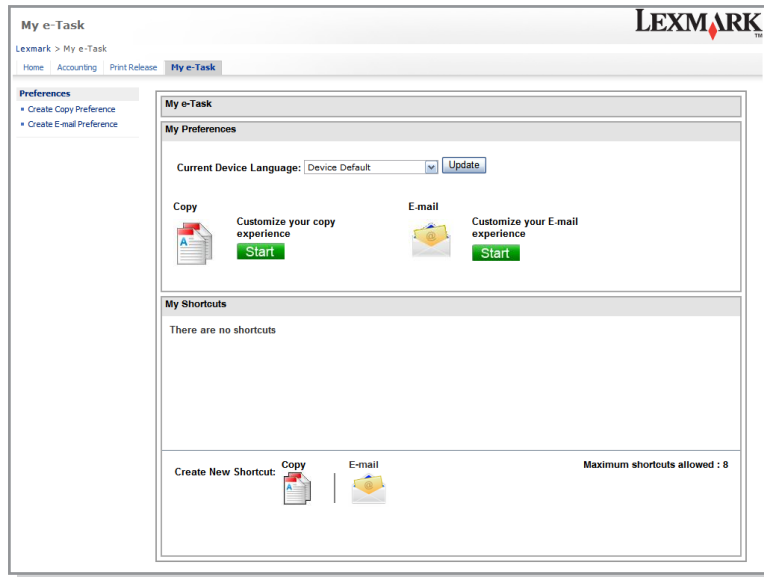 My e-Task
LEXMARK
TM
Lexmark > My e-Task
Home Accounting Print Release My e-Task
Preferences
Create Copy Preference
Create E-mail Preference
My e-Task
My Preferences
Current Device Language: Device Default Update
Copy
Customize your copy
experience
Start
E-mail
Customize your E-mail
experience
Start
My Shortcuts
There are no shortcuts
Create New Shortcut: Copy E-mail
Maximum shortcuts allowed : 8